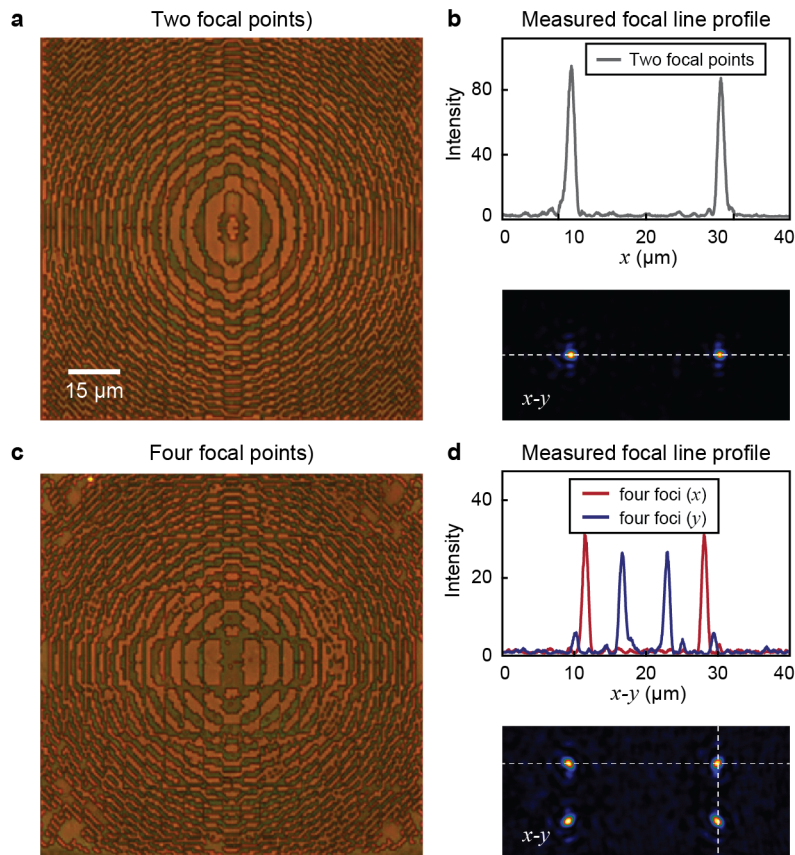 a
Two focal points)
15 μm
b
Measured focal line profile
Two focal points
Intensity
80
40
0
0 10 20 30 40
x (μm)
x-y
c
Four focal points)
d
Measured focal line profile
four foci (x)
four foci (y)
Intensity
40
20
0
0 10 20 30 40
x-y (μm)
x-y